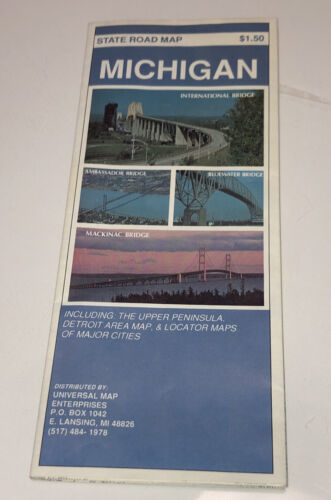 STATE ROAD MAP $1.50
MICHIGAN
INTERNATIONAL BRIDGE
AMBASSADOR BRIDGE
BLUEWATER BRIDGE
MACKINAC BRIDGE
INCLUDING: THE UPPER PENINSULA,
DETROIT AREA MAP, & LOCATOR MAPS
OF MAJOR CITIES
DISTRIBUTED BY:
UNIVERSAL MAP
ENTERPRISES
P.O. BOX 1042
E. LANSING, MI 48826
(517) 484- 1978